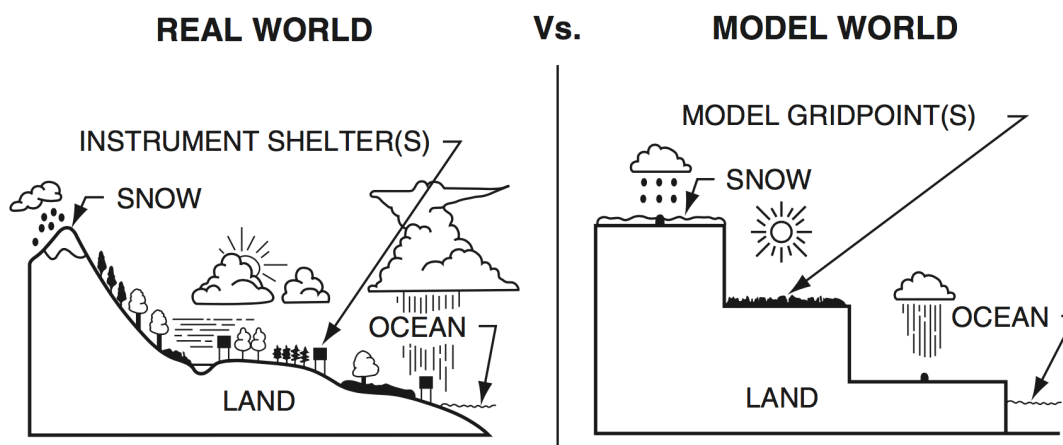 REAL WORLD
Vs.
MODEL WORLD
INSTRUMENT SHELTER(S)
SNOW
OCEAN
LAND
MODEL GRIDPOINT(S)
SNOW
OCEAN
LAND